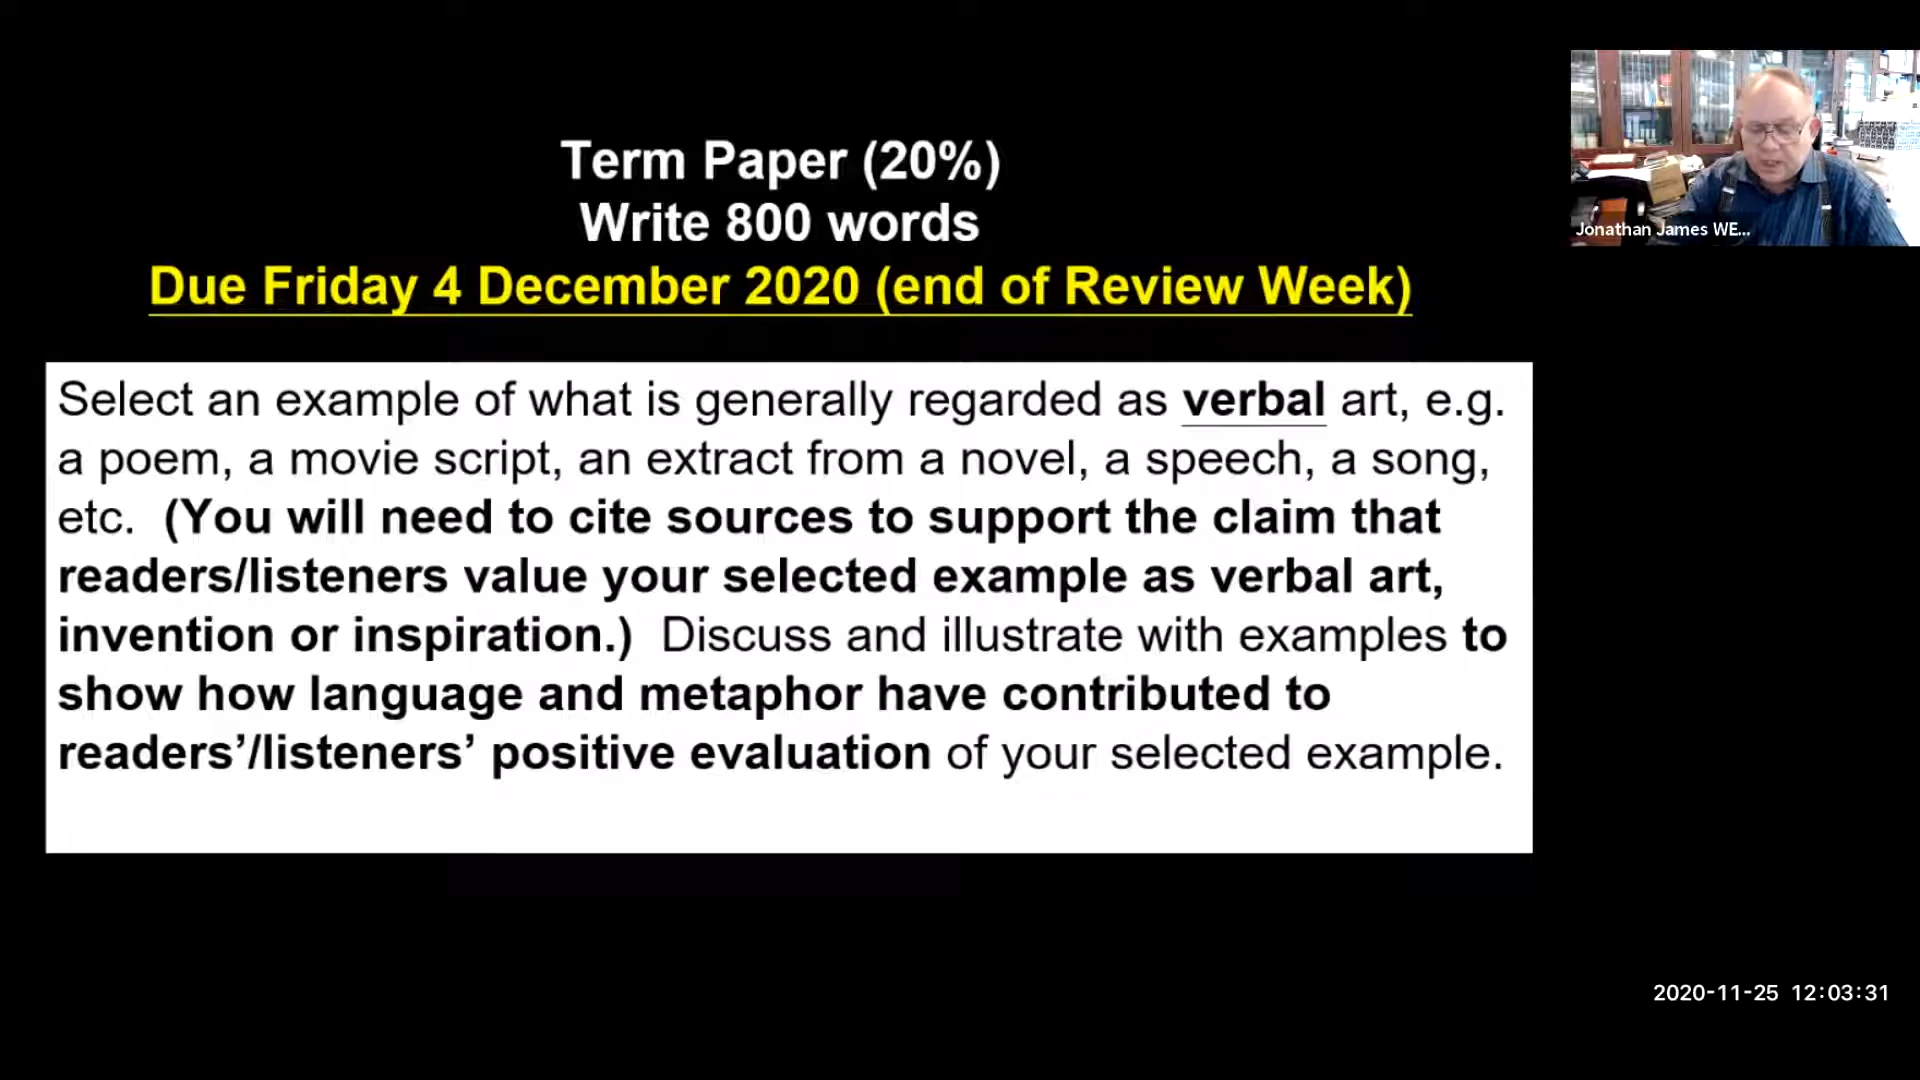 Term Paper (20%)
Write 800 words
Due Friday 4 December 2020 (end of Review Week)
Select an example of what is generally regarded as verbal art, e.g.
a poem, a movie script, an extract from a novel, a speech, a song,
etc.  (You will need to cite sources to support the claim that
readers/listeners value your selected example as verbal art,
invention or inspiration.)  Discuss and illustrate with examples to
show how language and metaphor have contributed to
readers’/listeners’ positive evaluation of your selected example.
Jonathan James WE...
2020-11-25 12:03:31